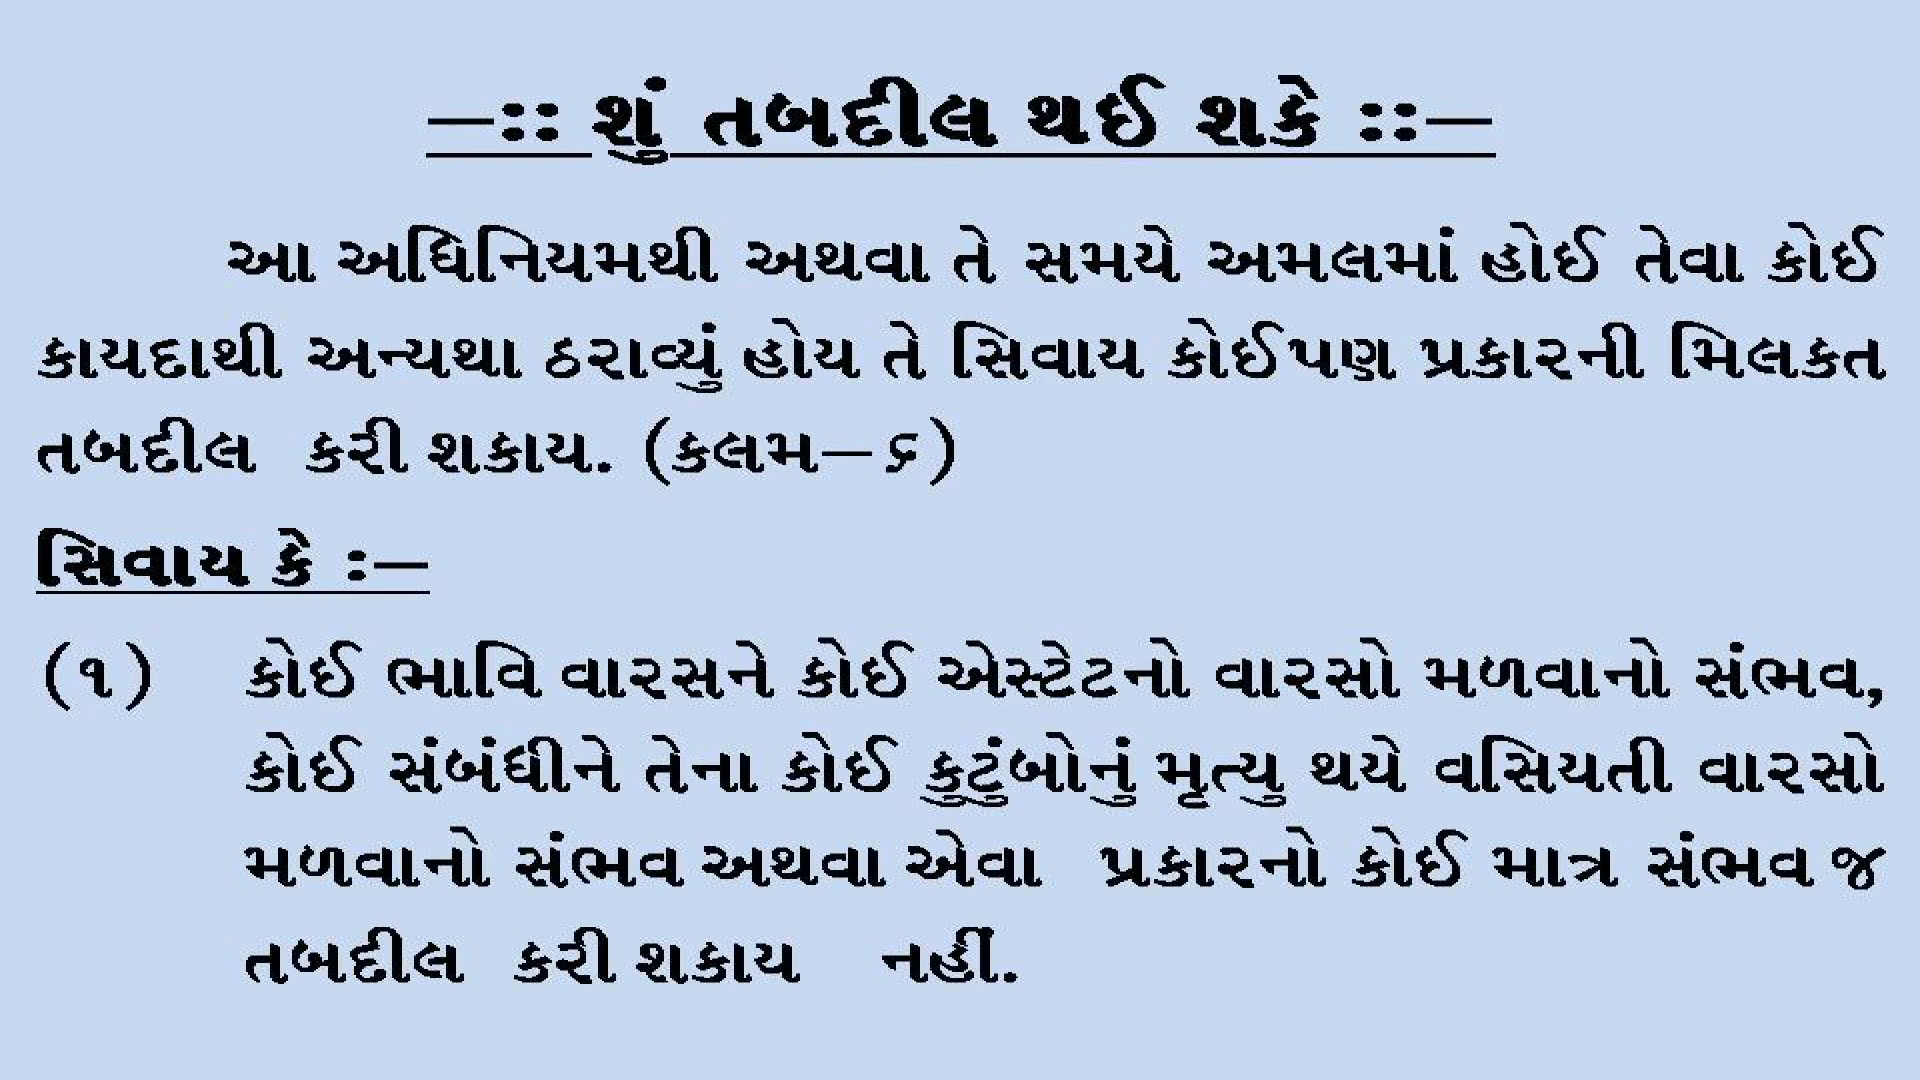 —:: શું તબદીલ થઈ શકે ::—
આ અધિનિયમથી અથવા તે સમયે અમલમાં હોઈ તેવા કોઈ
કાયદાથી અન્યથા ઠરાવ્યું હોય તે સિવાય કોઈપણ પ્રકારની મિલકત
તબદીલ કરી શકાય. (કલમ—૬)
સિવાય કે :—
(૧) કોઈ ભાવિ વારસને કોઈ એસ્ટેટનો વારસો મળવાનો સંભવ,
કોઈ સંબંધીને તેના કોઈ કુટુંબોનું મૃત્યુ થયે વસિયતી વારસો
મળવાનો સંભવ અથવા એવા પ્રકારનો કોઈ માત્ર સંભવ જ
તબદીલ કરી શકાય નહીં.